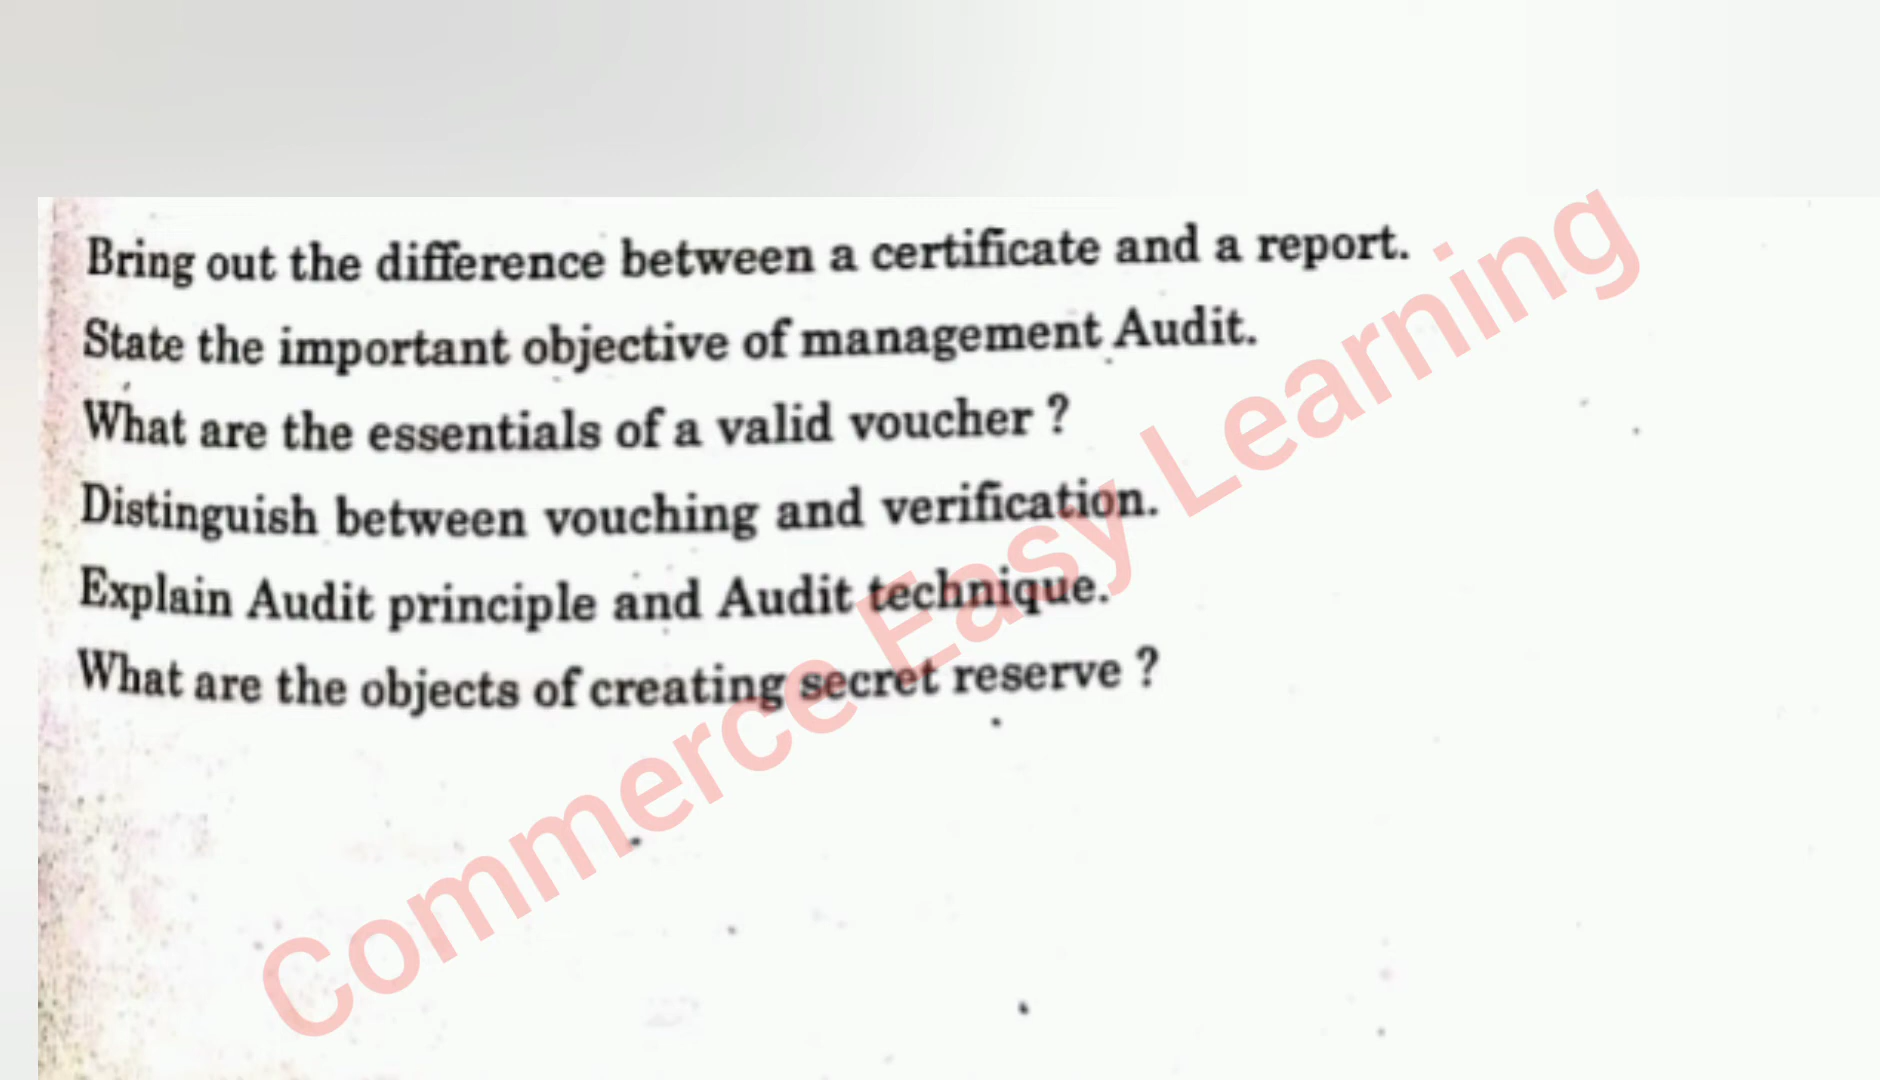 Bring out the difference between a certificate and a report.
State the important objective of management Audit.
What are the essentials of a valid voucher ?
Distinguish between vouching and verification.
Explain Audit principle and Audit technique.
What are the objects of creating secret reserve ?
Commerce Easy Learning